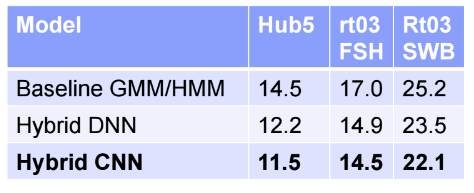 Model Hub5 rt03 FSH Rt03 SWB
Baseline GMM/HMM 14.5 17.0 25.2
Hybrid DNN 12.2 14.9 23.5
Hybrid CNN 11.5 14.5 22.1